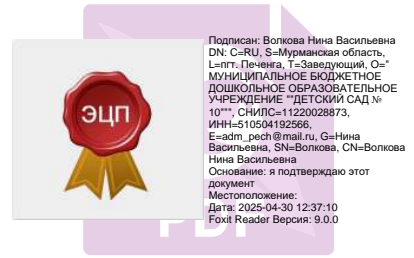 ЭЦП
Подписан: Волкова Нина Васильевна
DN: C=RU, S=Мурманская область,
L=пгт. Печенга, T=Заведующий, O="
МУНИЦИПАЛЬНОЕ БЮДЖЕТНОЕ
ДОШКОЛЬНОЕ ОБРАЗОВАТЕЛЬНОЕ
УЧРЕЖДЕНИЕ ""ДЕТСКИЙ САД №
10""", СНИЛС=11220028873,
ИНН=510504192566,
E=adm_pech@mail.ru, G=Нина
Васильевна, SN=Волкова, CN=Волкова
Нина Васильевна
Основание: я подтверждаю этот
документ
Местоположение:
Дата: 2025-04-30 12:37:10
Foxit Reader Версия: 9.0.0
PDF